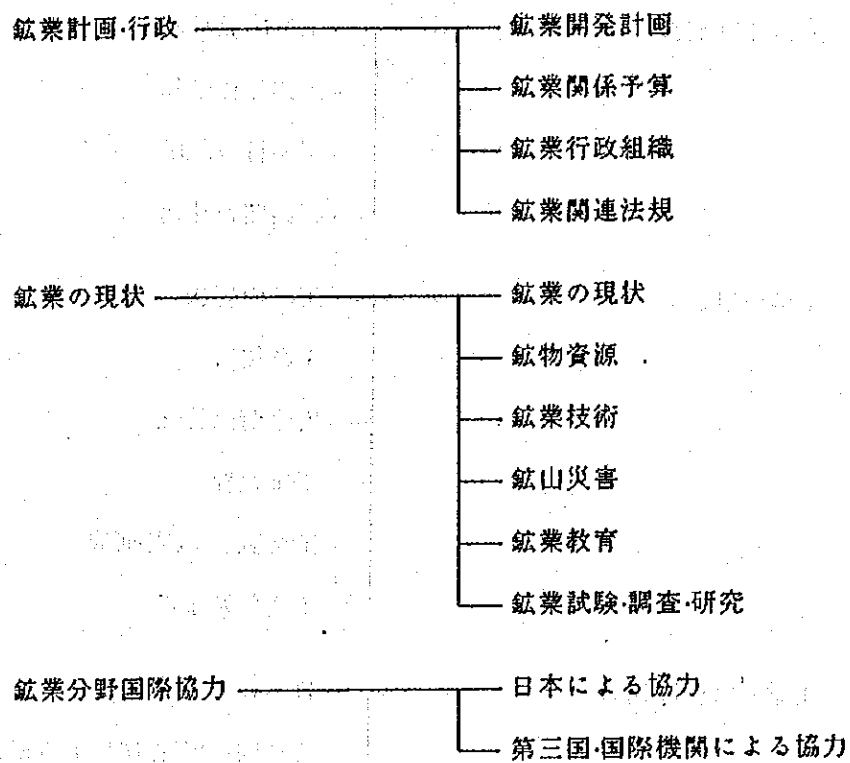 鉱業計画・行政
鉱業開発計画
鉱業関係予算
鉱業行政組織
鉱業関連法規
鉱業の現状
鉱業の現状
鉱物資源
鉱業技術
鉱山災害
鉱業教育
鉱業試験・調査・研究
鉱業分野国際協力
日本による協力
第三国・国際機関による協力